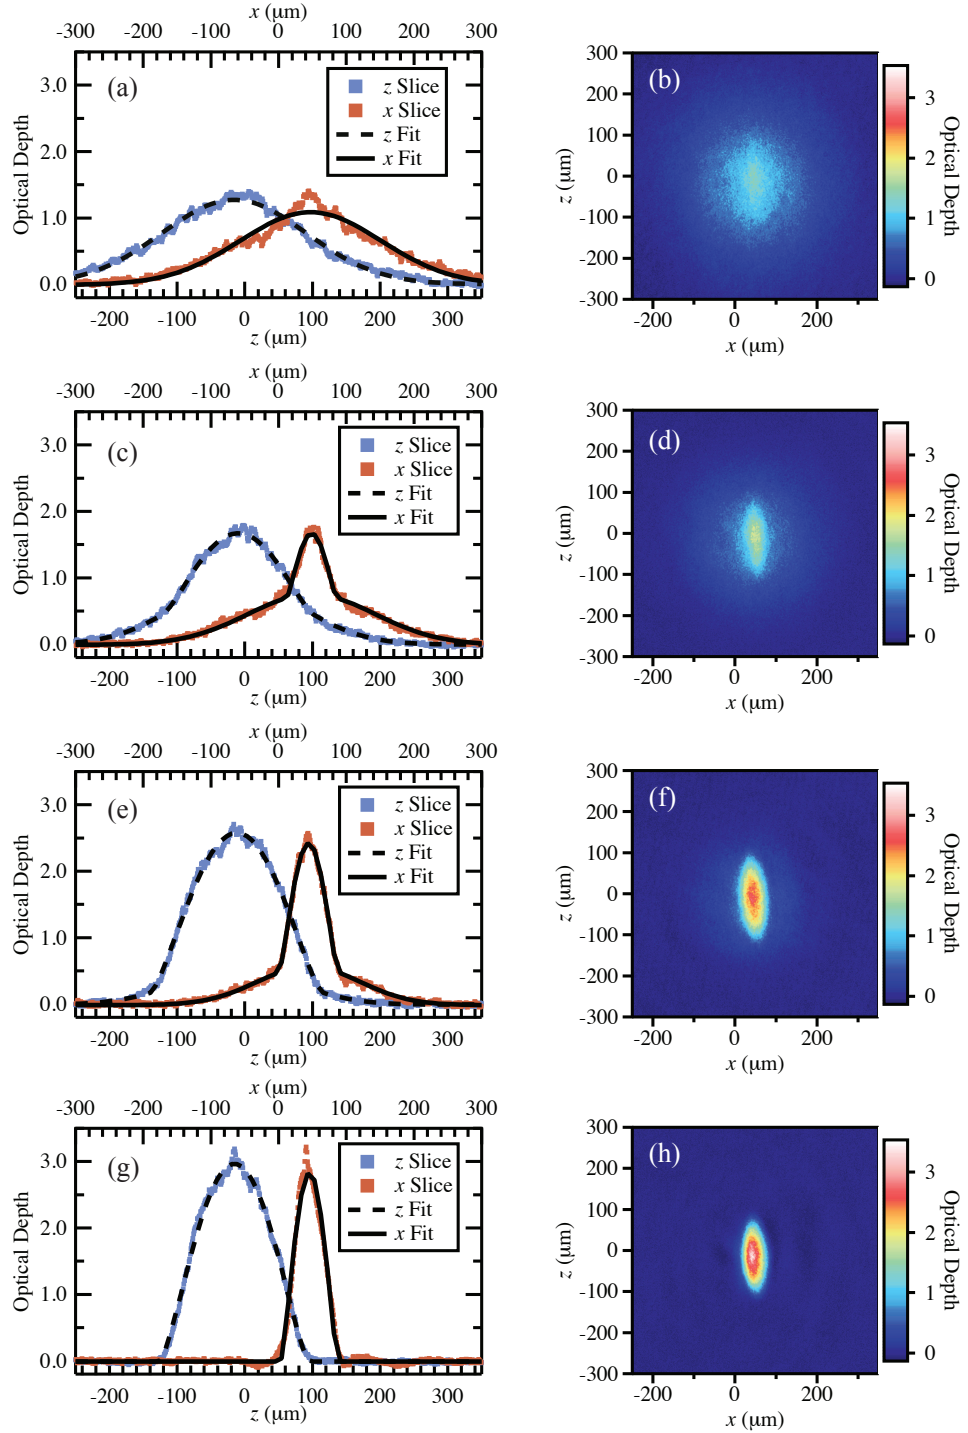 x (μm)
-300 -200 -100 0 100 200 300
(a)
z Slice
x Slice
z Fit
x Fit
Optical Depth
3.0
2.0
1.0
0.0
-200 -100 0 100 200 300
z (μm)
(b)
300
200
100
0
-100
-200
-300
z (μm)
-200 0 200
x (μm)
3
2
1
0
Optical Depth
x (μm)
-300 -200 -100 0 100 200 300
(c)
z Slice
x Slice
z Fit
x Fit
Optical Depth
3.0
2.0
1.0
0.0
-200 -100 0 100 200 300
z (μm)
(d)
300
200
100
0
-100
-200
-300
z (μm)
-200 0 200
x (μm)
3
2
1
0
Optical Depth
x (μm)
-300 -200 -100 0 100 200 300
(e)
z Slice
x Slice
z Fit
x Fit
Optical Depth
3.0
2.0
1.0
0.0
-200 -100 0 100 200 300
z (μm)
(f)
300
200
100
0
-100
-200
-300
z (μm)
-200 0 200
x (μm)
3
2
1
0
Optical Depth
x (μm)
-300 -200 -100 0 100 200 300
(g)
z Slice
x Slice
z Fit
x Fit
Optical Depth
3.0
2.0
1.0
0.0
-200 -100 0 100 200 300
z (μm)
(h)
300
200
100
0
-100
-200
-300
z (μm)
-200 0 200
x (μm)
3
2
1
0
Optical Depth